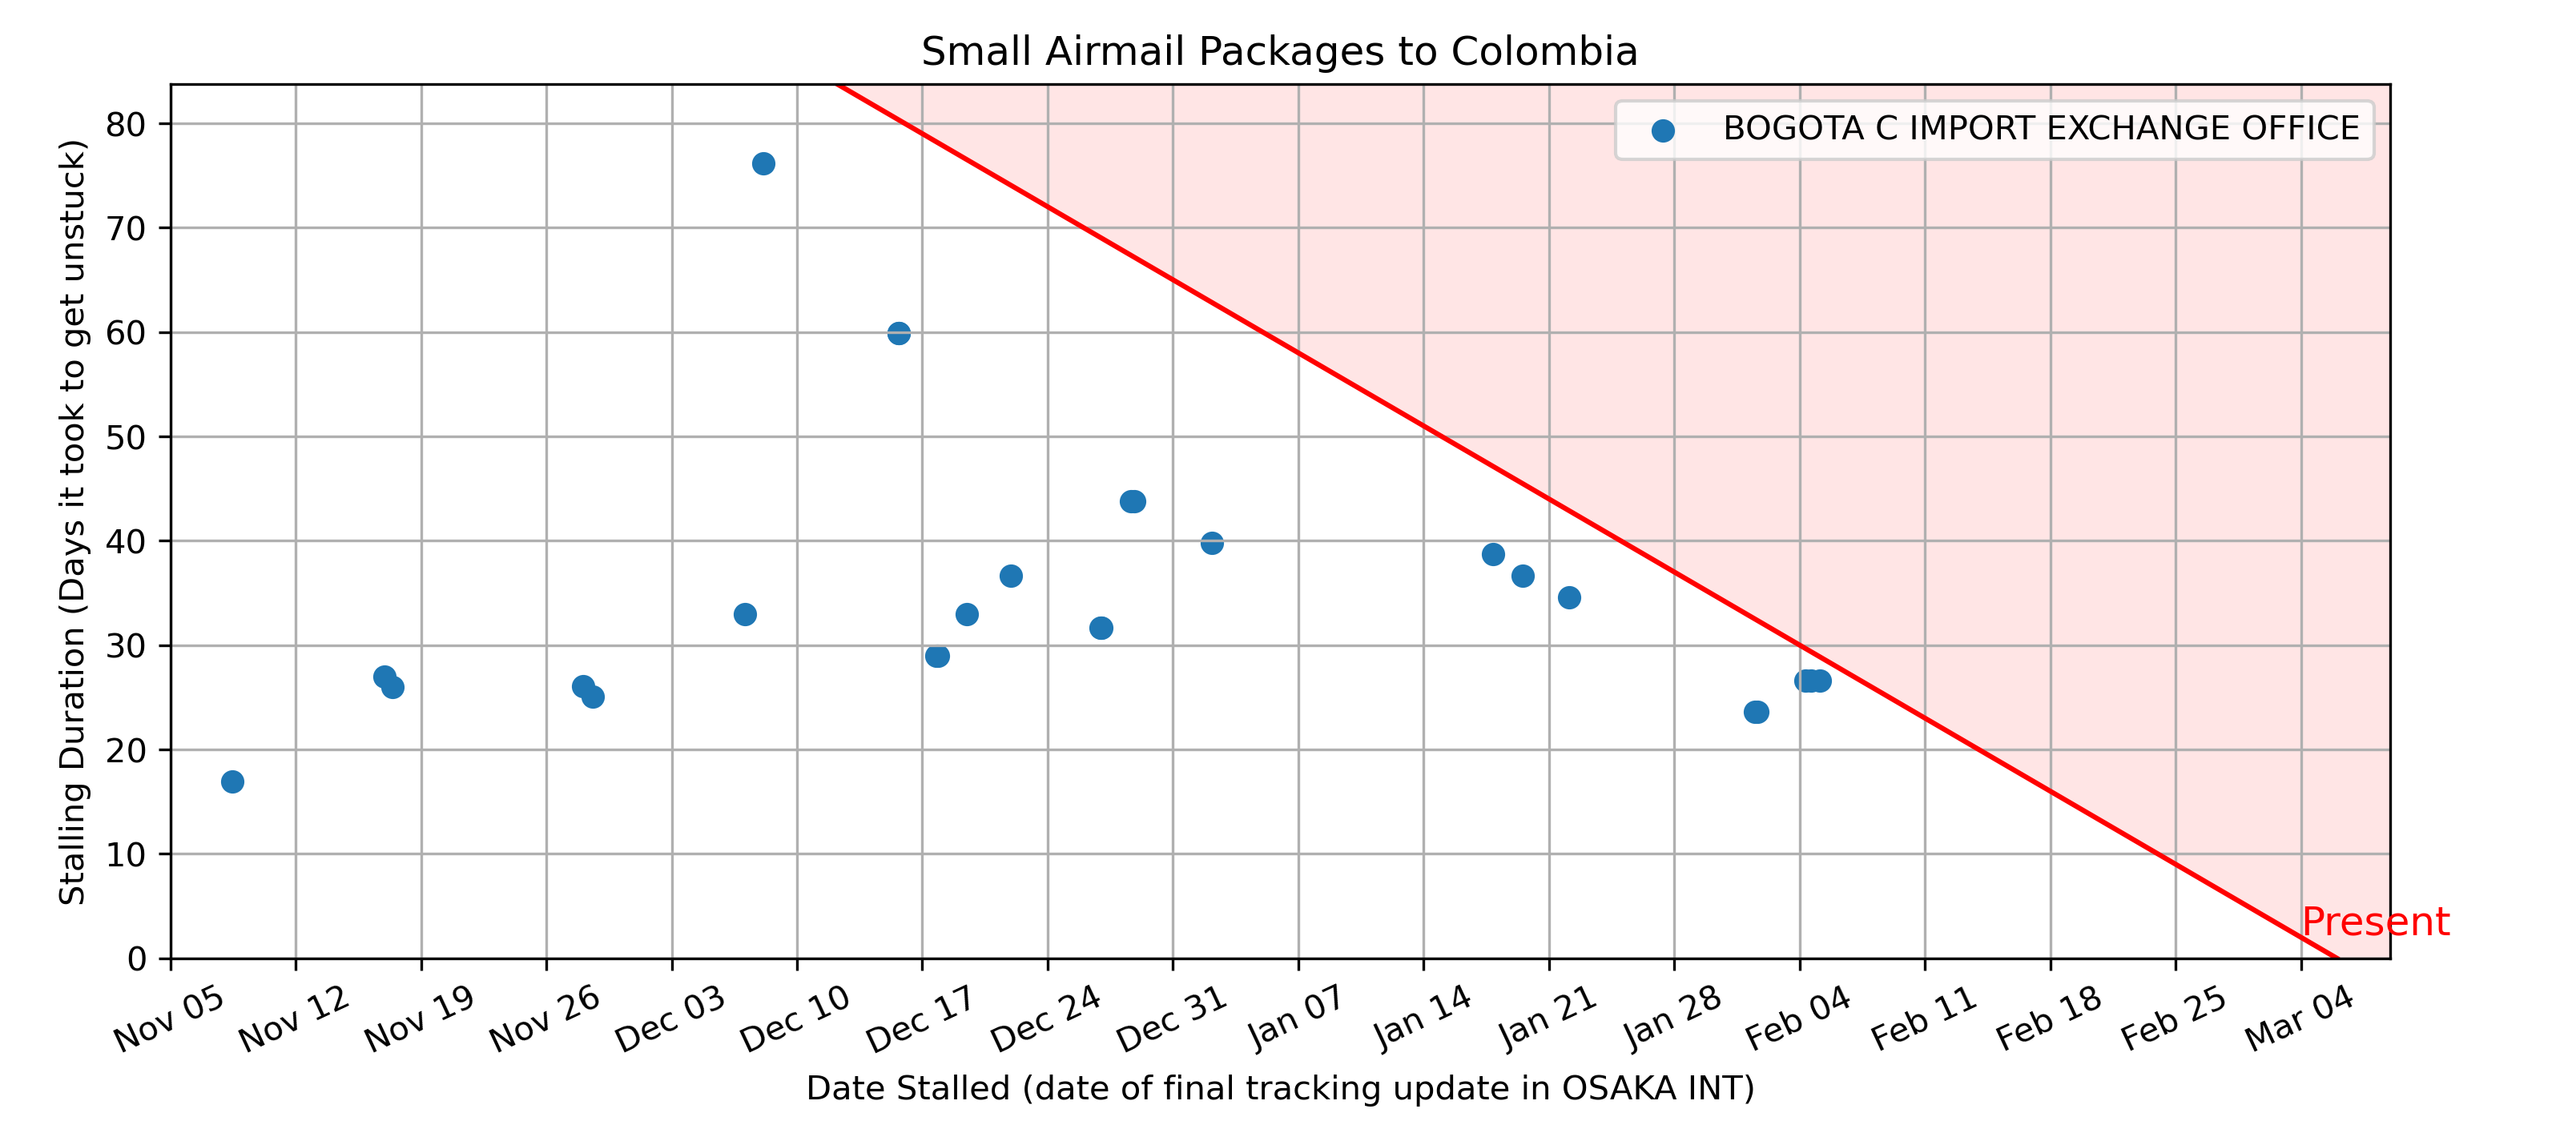 Small Airmail Packages to Colombia
BOGOTA C IMPORT EXCHANGE OFFICE
Stalling Duration (Days it took to get unstuck)
80
70
60
50
40
30
20
10
0
Present
Nov 05 Nov 12 Nov 19 Nov 26 Dec 03 Dec 10 Dec 17 Dec 24 Dec 31 Jan 07 Jan 14 Jan 21 Jan 28 Feb 04 Feb 11 Feb 18 Feb 25 Mar 04
Date Stalled (date of final tracking update in OSAKA INT)